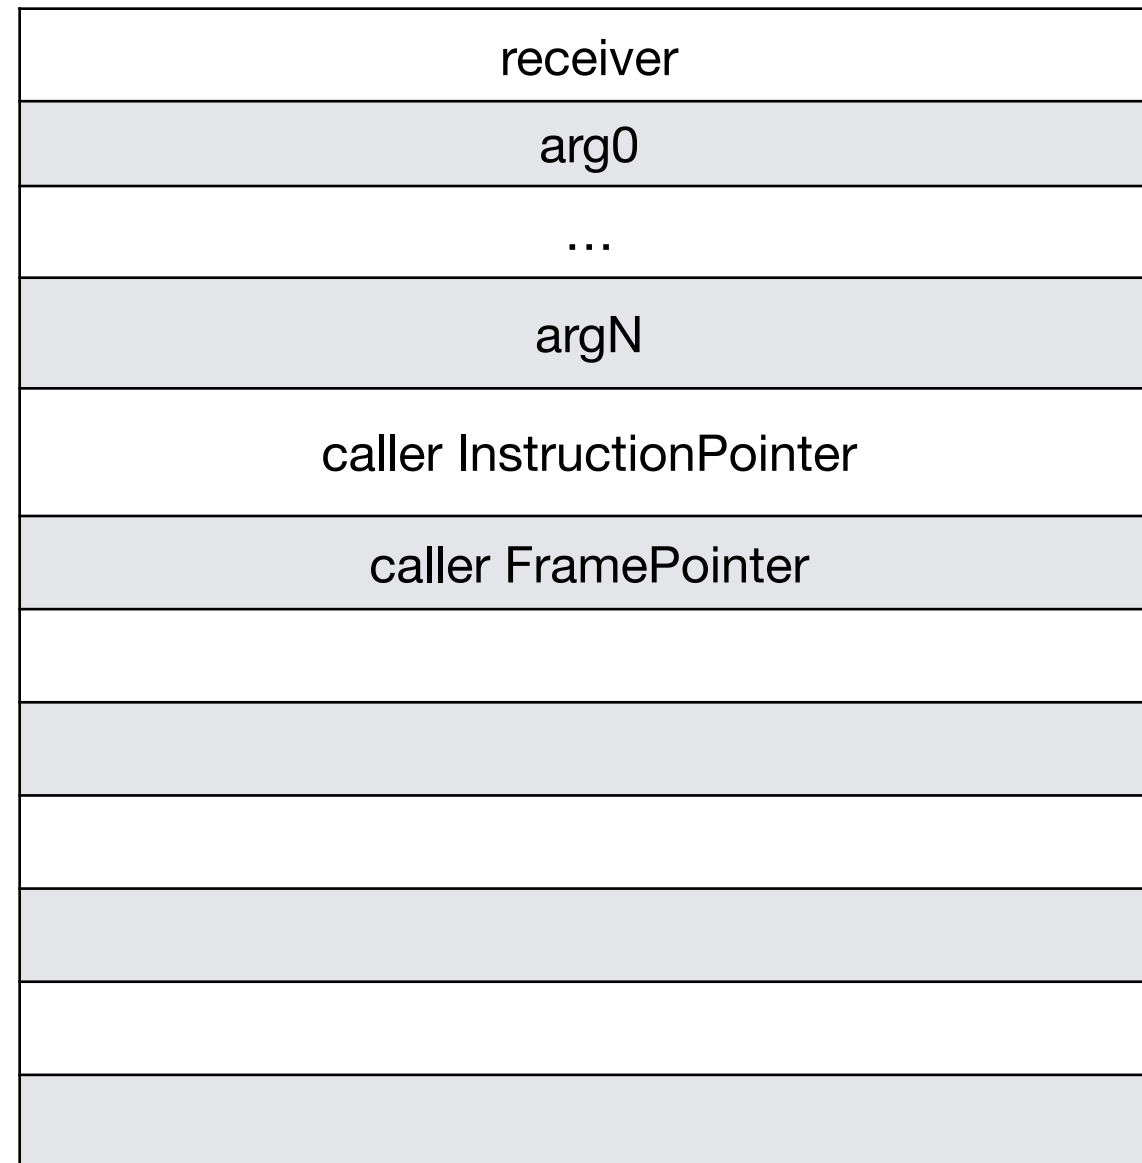 receiver
arg0
…
argN
caller InstructionPointer
caller FramePointer